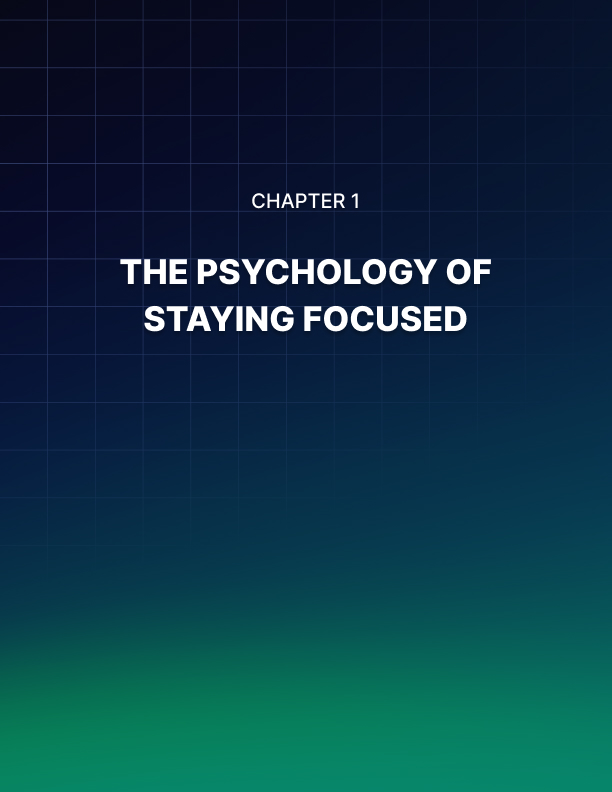 CHAPTER 1
THE PSYCHOLOGY OF
STAYING FOCUSED